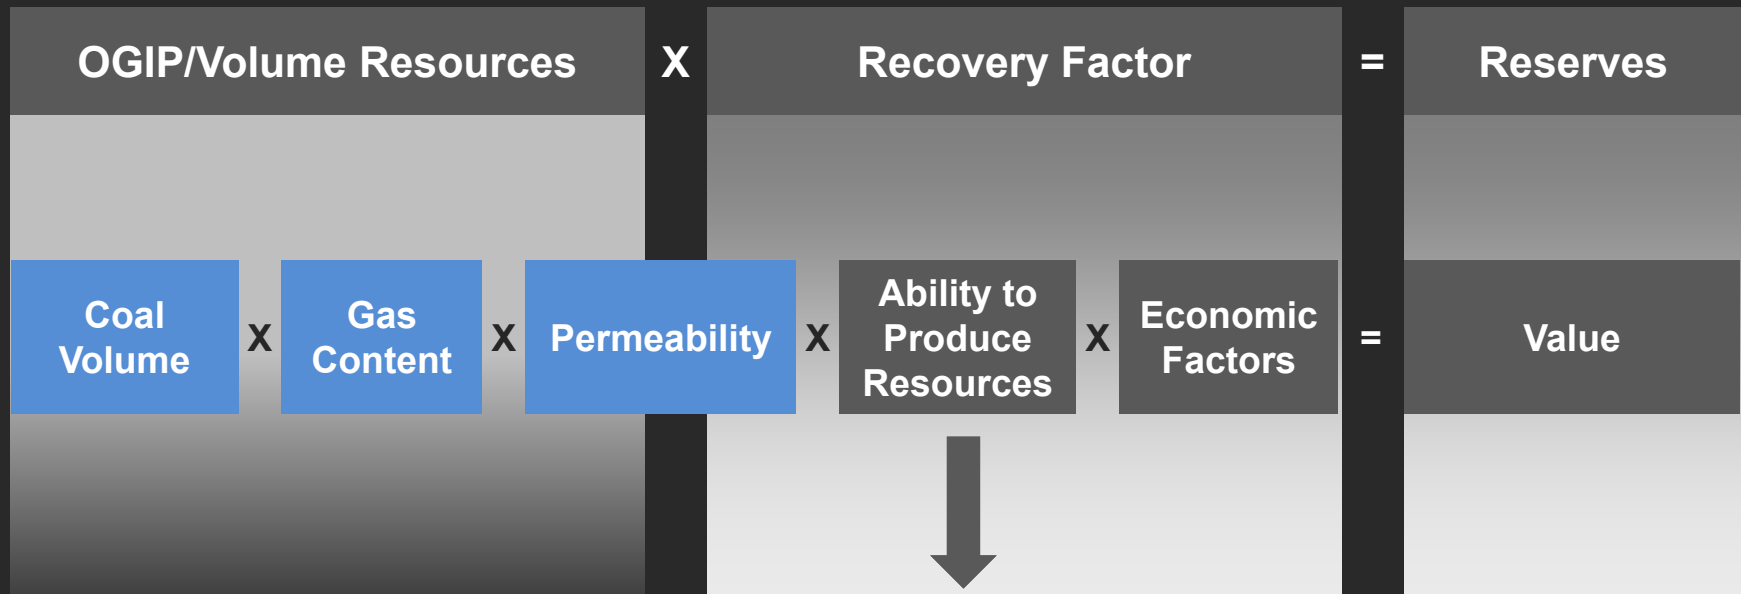 OGIP/Volume Resources X Recovery Factor = Reserves
Coal
Volume
X
Gas
Content
X
Permeability
X
Ability to
Produce
Resources
X
Economic
Factors
=
Value